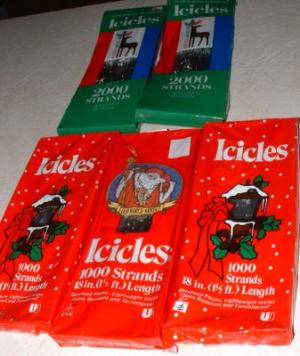 Icicles
2000
STRANDS
Icicles
2000
STRANDS
Icicles
1000
Strands
18 in. (1½ ft.) Length
Icicles
1000 Strands
18 in. (1½ ft.) Length
Icicles
1000
Strands
18 in. (1½ ft.) Length